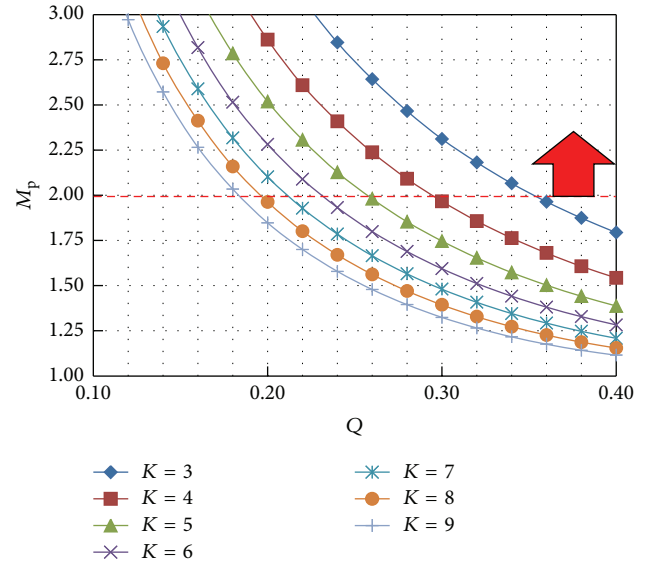 3.00
2.75
2.50
2.25
2.00
1.75
1.50
1.25
1.00
Mp
0.10 0.20 0.30 0.40
Q
K = 3
K = 4
K = 5
K = 6
K = 7
K = 8
K = 9